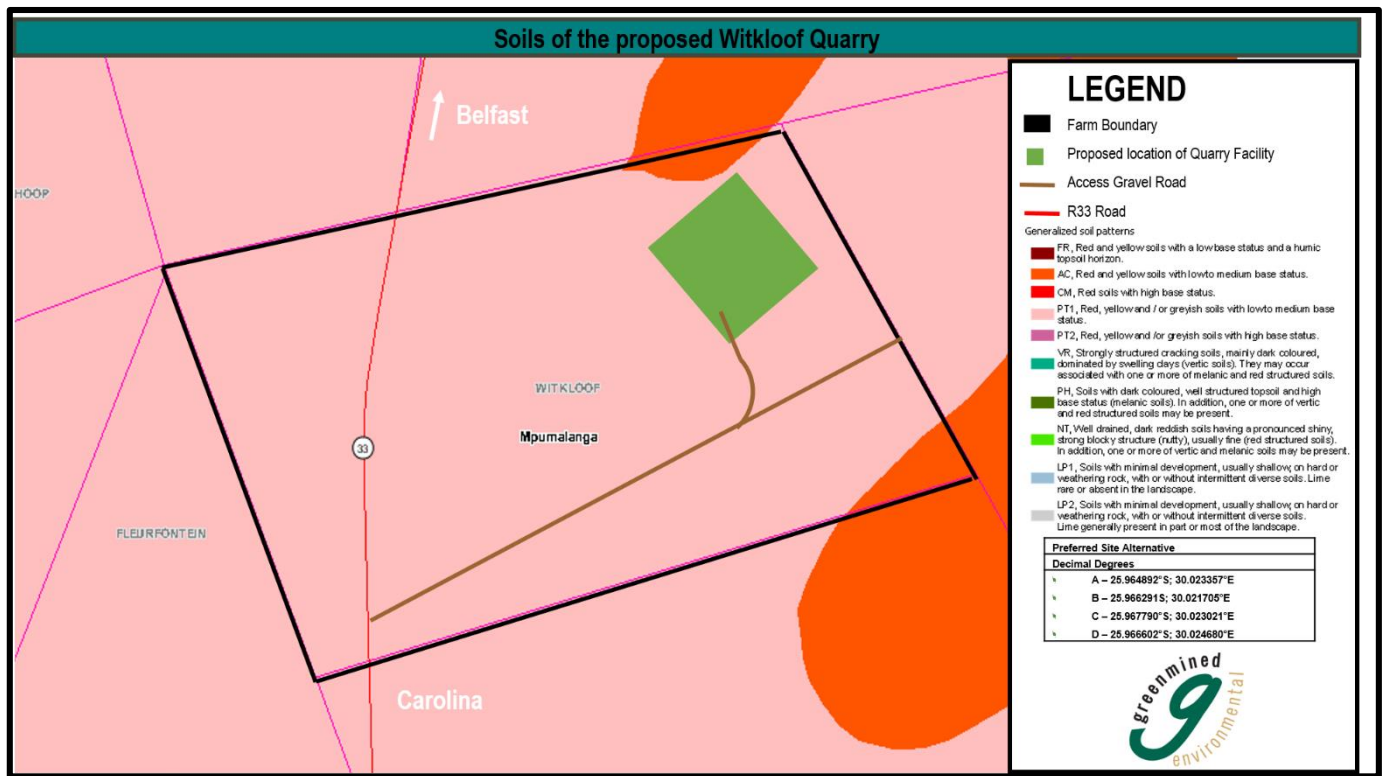 Soils of the proposed Witkloof Quarry
Belfast
HOOP
WITKLOOF
Mpumalanga
33
FLEURFONTEIN
Carolina
LEGEND
Farm Boundary
Proposed location of Quarry Facility
Access Gravel Road
R33 Road
Generalized soil patterns
FR, Red and yellow soils with a low base status and a humic
topsoil horizon.
AC, Red and yellow soils with lowto medium base status.
CM, Red soils with high base status.
PT1, Red, yellow and / or greyish soils with lowto medium base
status.
PT2, Red, yellow and /or greyish soils with high base status.
VR, Strongly structured cracking soils, mainly dark coloured,
dominated by swelling clays (vertic soils). They may occur
associated with one or more of melanic and red structured soils.
PH, Soils with dark coloured, well structured topsoil and high
base status (melanic soils). In addition, one or more of vertic
and red structured soils may be present.
NT, Well drained, dark reddish soils having a pronounced shiny,
strong blocky structure (nutty), usually fine (red structured soils).
In addition, one or more of vertic and melanic soils may be present.
LP1, Soils with minimal development, usually shallow, on hard or
weathering rock, with or without intermittent diverse soils. Lime
rare or absent in the landscape.
LP2, Soils with minimal development, usually shallow, on hard or
weathering rock, with or without intermittent diverse soils.
Lime generally present in part or most of the landscape.
Preferred Site Alternative
Decimal Degrees
A – 25.964892°S; 30.023357°E
B – 25.966291S; 30.021705°E
C – 25.967790°S; 30.023021°E
D – 25.966602°S; 30.024680°E
greenmined
g
environmental